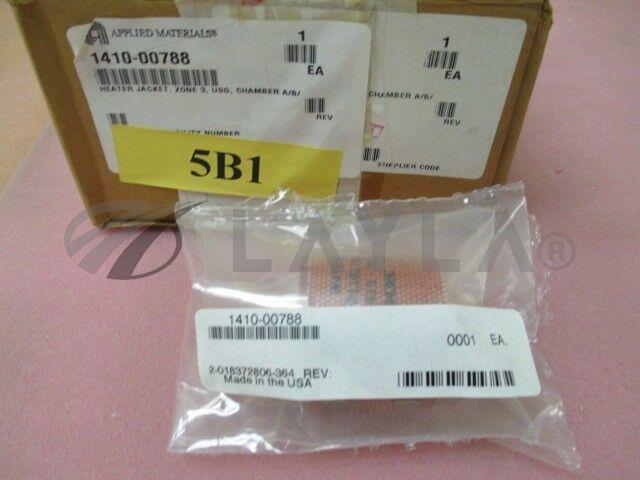 APPLIED MATERIALS®
1
1410-00788
EA
HEATER JACKET, ZONE 3, USG, CHAMBER A/B/
REV
NUMBER
5B1
1
EA
CHAMBER A/B/
REV
SUPPLIER CODE
LAYLA®
1410-00788
0001 EA.
2-018372806-364 REV:
Made in the USA